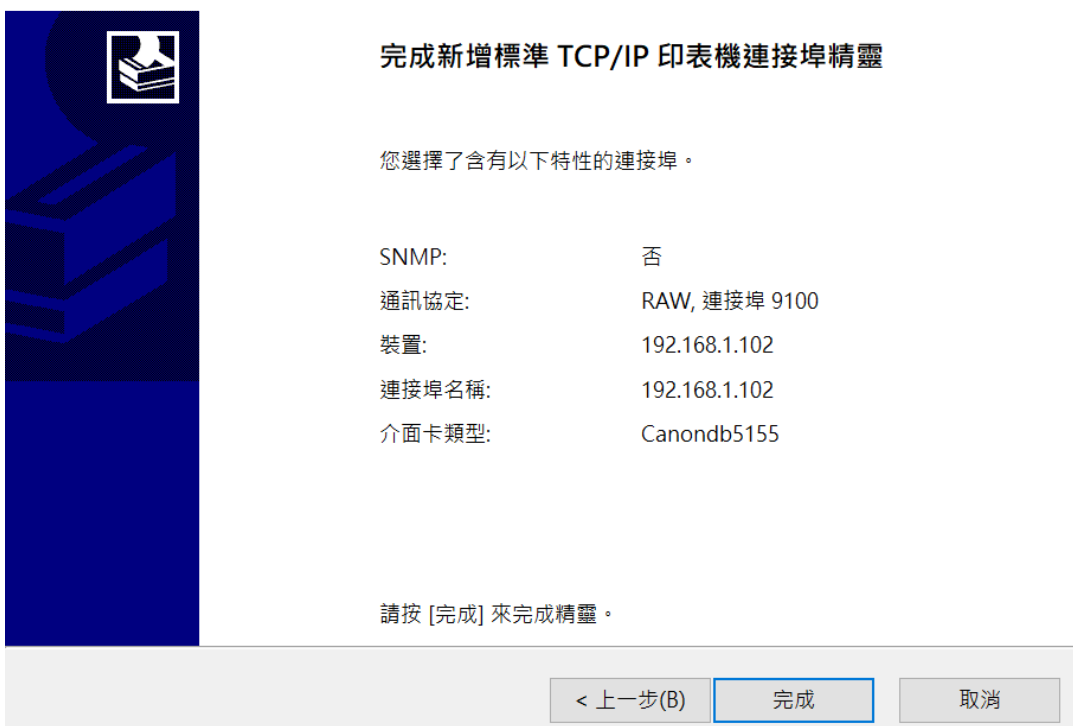 完成新增標準 TCP/IP 印表機連接埠精靈
您選擇了含有以下特性的連接埠。
SNMP: 否
通訊協定: RAW, 連接埠 9100
裝置: 192.168.1.102
連接埠名稱: 192.168.1.102
介面卡類型: Canondb5155
請按 [完成] 來完成精靈。
< 上一步(B) 完成 取消